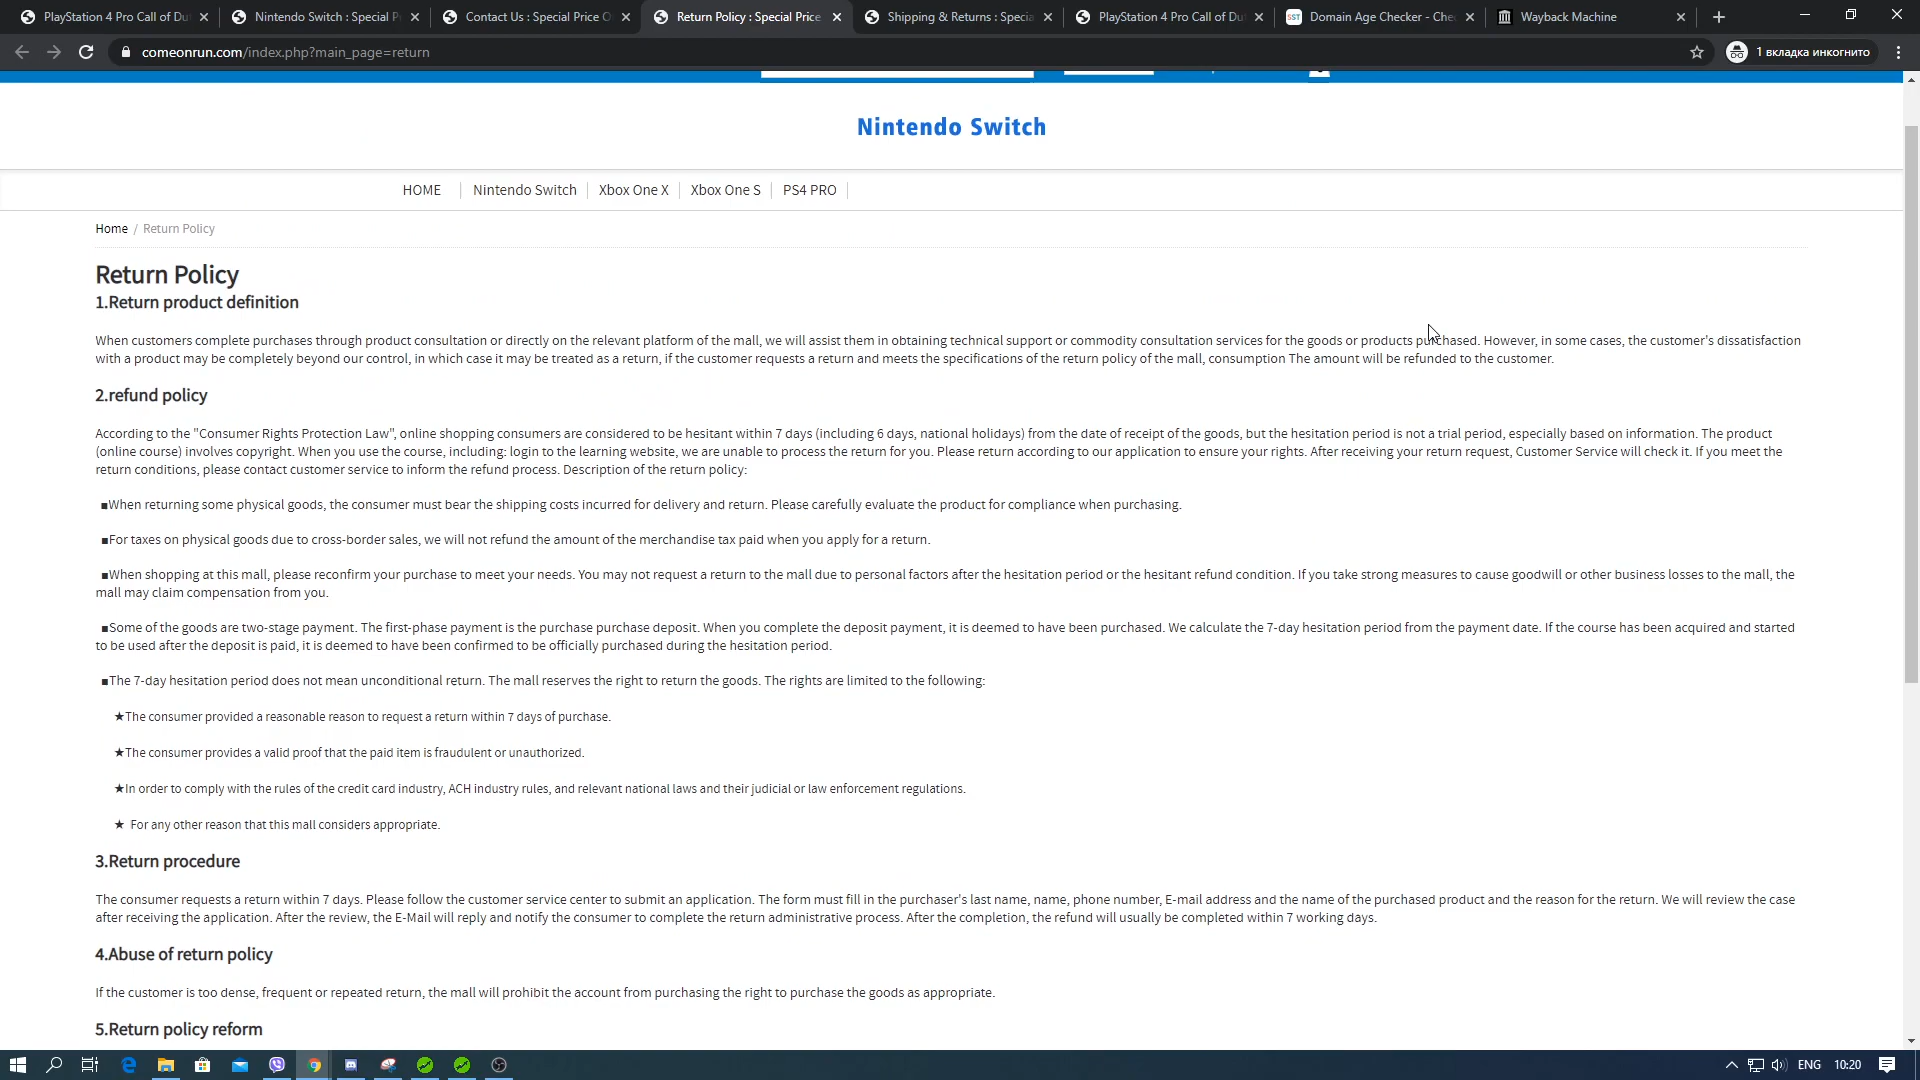 PlayStation 4 Pro Call of Du
Nintendo Switch : Special P
Contact Us : Special Price O
Return Policy : Special Price
Shipping & Returns : Specia
PlayStation 4 Pro Call of Du
SST
Domain Age Checker - Che
Wayback Machine
comeonrun.com/index.php?main_page=return
1 вкладка инкогнито
Nintendo Switch
HOME
Nintendo Switch
Xbox One X
Xbox One S
PS4 PRO
Home / Return Policy
Return Policy
1.Return product definition
When customers complete purchases through product consultation or directly on the relevant platform of the mall, we will assist them in obtaining technical support or commodity consultation services for the goods or products purchased. However, in some cases, the customer's dissatisfaction
with a product may be completely beyond our control, in which case it may be treated as a return, if the customer requests a return and meets the specifications of the return policy of the mall, consumption The amount will be refunded to the customer.
2.refund policy
According to the "Consumer Rights Protection Law", online shopping consumers are considered to be hesitant within 7 days (including 6 days, national holidays) from the date of receipt of the goods, but the hesitation period is not a trial period, especially based on information. The product
(online course) involves copyright. When you use the course, including: login to the learning website, we are unable to process the return for you. Please return according to our application to ensure your rights. After receiving your return request, Customer Service will check it. If you meet the
return conditions, please contact customer service to inform the refund process. Description of the return policy:
■When returning some physical goods, the consumer must bear the shipping costs incurred for delivery and return. Please carefully evaluate the product for compliance when purchasing.
■For taxes on physical goods due to cross-border sales, we will not refund the amount of the merchandise tax paid when you apply for a return.
■When shopping at this mall, please reconfirm your purchase to meet your needs. You may not request a return to the mall due to personal factors after the hesitation period or the hesitant refund condition. If you take strong measures to cause goodwill or other business losses to the mall, the
mall may claim compensation from you.
■Some of the goods are two-stage payment. The first-phase payment is the purchase purchase deposit. When you complete the deposit payment, it is deemed to have been purchased. We calculate the 7-day hesitation period from the payment date. If the course has been acquired and started
to be used after the deposit is paid, it is deemed to have been confirmed to be officially purchased during the hesitation period.
■The 7-day hesitation period does not mean unconditional return. The mall reserves the right to return the goods. The rights are limited to the following:
★The consumer provided a reasonable reason to request a return within 7 days of purchase.
★The consumer provides a valid proof that the paid item is fraudulent or unauthorized.
★In order to comply with the rules of the credit card industry, ACH industry rules, and relevant national laws and their judicial or law enforcement regulations.
★ For any other reason that this mall considers appropriate.
3.Return procedure
The consumer requests a return within 7 days. Please follow the customer service center to submit an application. The form must fill in the purchaser's last name, name, phone number, E-mail address and the name of the purchased product and the reason for the return. We will review the case
after receiving the application. After the review, the E-Mail will reply and notify the consumer to complete the return administrative process. After the completion, the refund will usually be completed within 7 working days.
4.Abuse of return policy
If the customer is too dense, frequent or repeated return, the mall will prohibit the account from purchasing the right to purchase the goods as appropriate.
5.Return policy reform
ENG
10:20